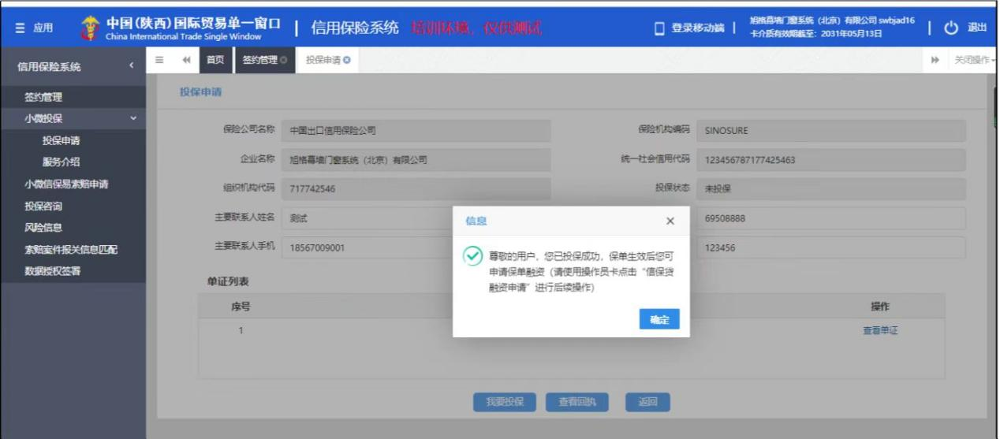 应用
中国(陕西)国际贸易单一窗口
China International Trade Single Window
信用保险系统 培训环境,仅供测试
登录移动端
旭格幕墙门窗系统(北京)有限公司 swbjad16
卡介质有效期截至:2031年05月13日
退出
信用保险系统
首页
签约管理
投保申请
关闭操作
签约管理
小微投保
投保申请
服务介绍
小微信保易索赔申请
投保咨询
风险信息
索赔案件报关信息匹配
数据授权签署
投保申请
保险公司名称 中国出口信用保险公司
保险机构编码 SINOSURE
企业名称 旭格幕墙门窗系统(北京)有限公司
统一社会信用代码 123456787177425463
组织机构代码 717742546
投保状态 未投保
主要联系人姓名 测试
69508888
主要联系人手机 18567009001
123456
信息
尊敬的用户,您已投保成功,保单生效后您可
申请保单融资(请使用操作员卡点击“信保贷
融资申请”进行后续操作)
确定
单证列表
序号 操作
1 查看单证
我要投保 查看回执 返回